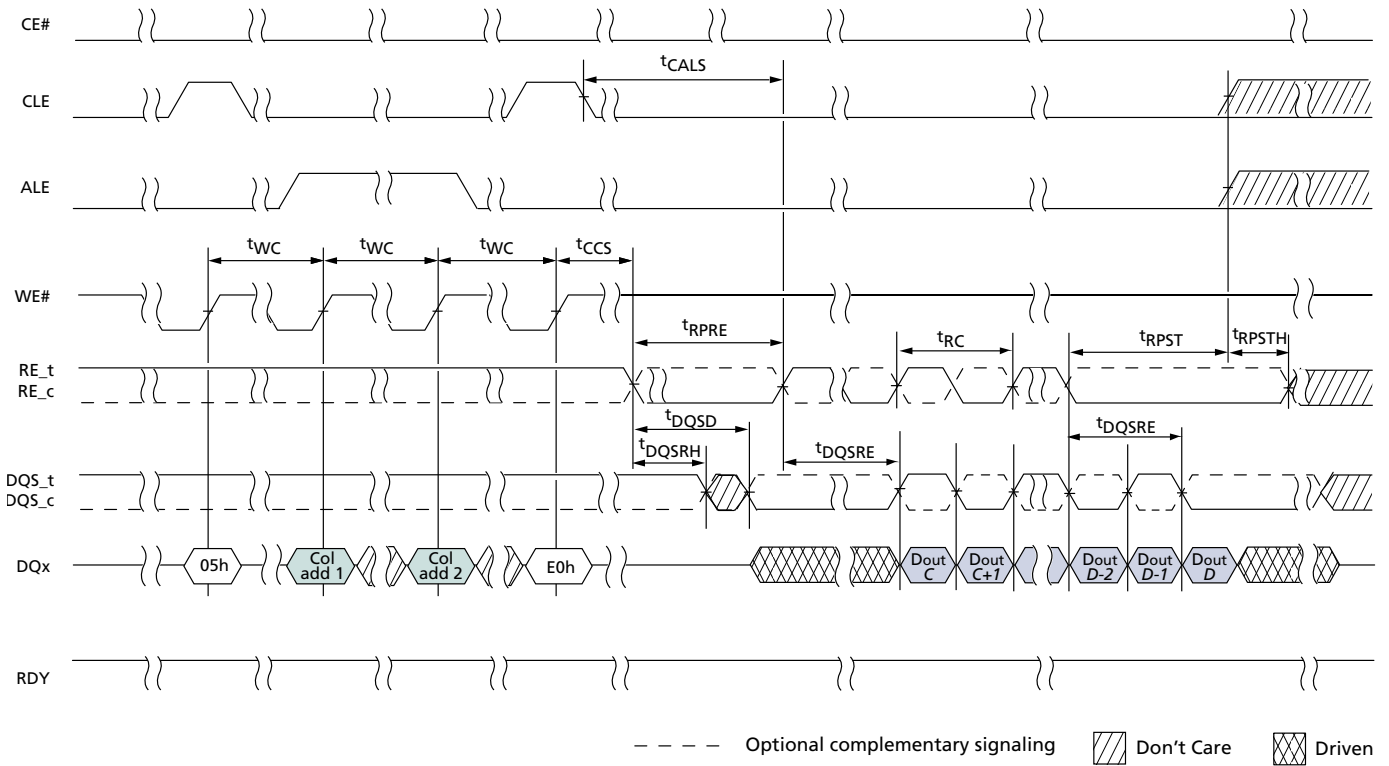 CE#
tCALS
CLE
ALE
tWC tWC tWC tCCS
WE#
tRPRE tRC tRPST tRPSTH
RE_t
RE_c
tDQSD tDQSRE
tDQSRH tDQSRE
DQS_t
DQS_c
DQx 05h Col add 1 Col add 2 E0h Dout C Dout C+1 Dout D-2 Dout D-1 Dout D
RDY
Optional complementary signaling Don't Care Driven